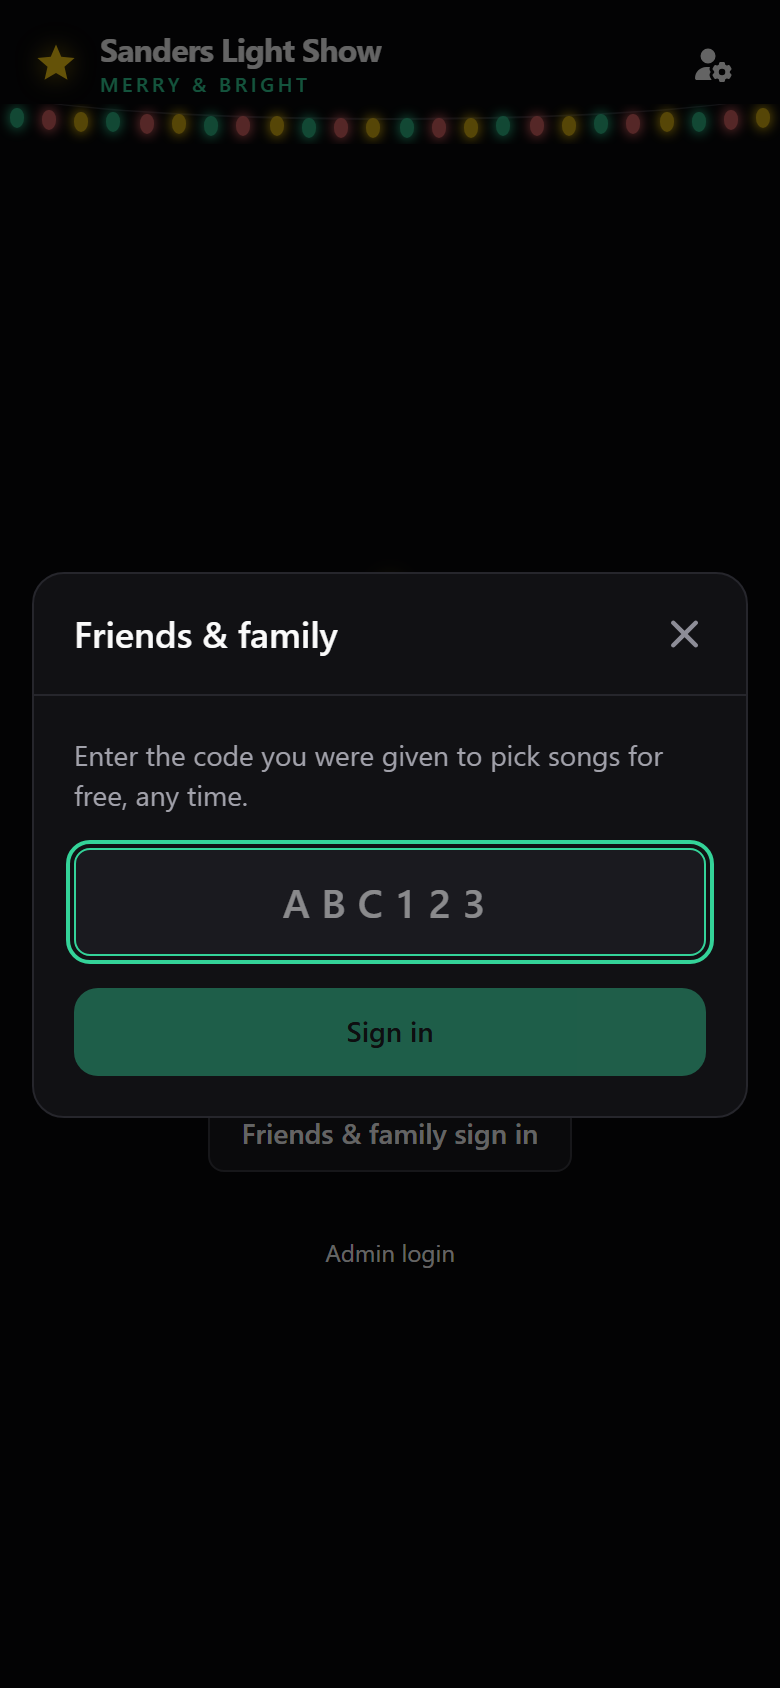 Sanders Light Show
MERRY & BRIGHT
Friends & family
Enter the code you were given to pick songs for
free, any time.
ABC123
Sign in
Friends & family sign in
Admin login